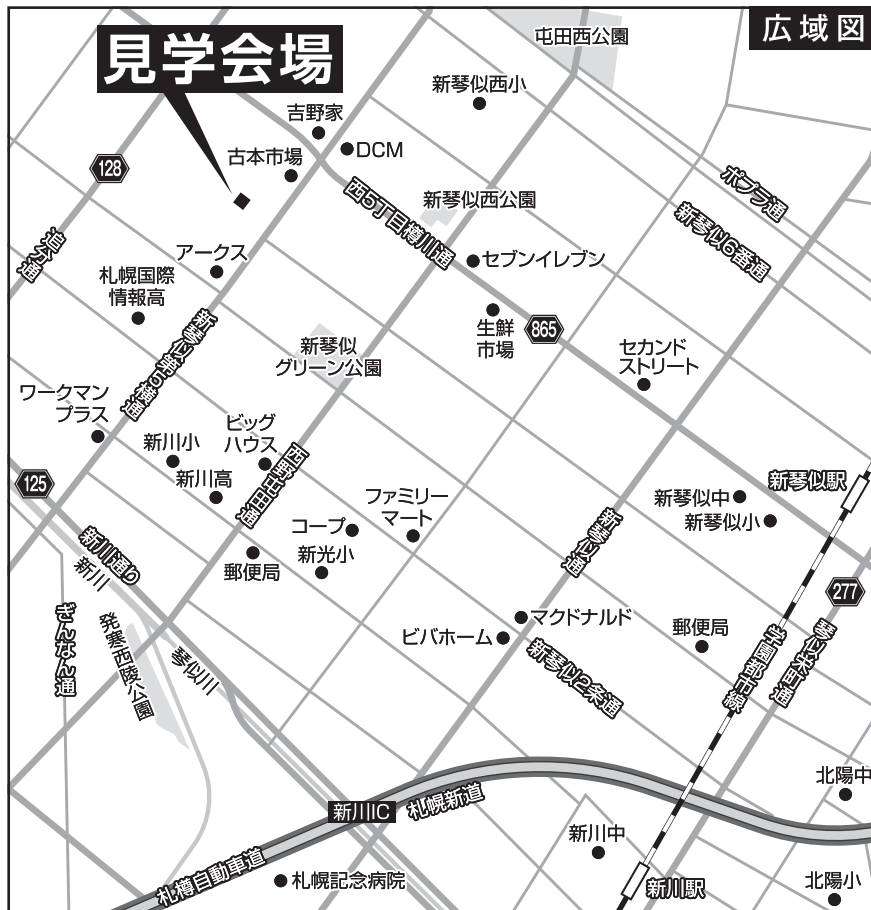 広域図
見学会場
屯田西公園
新琴似西小
吉野家
DCM
古本市場
128
ポプラ通
新琴似西公園
西5丁目樽川通
新琴似6番通
追分通
アークス
セブンイレブン
札幌国際
情報高
新琴似第5横通
生鮮
市場
865
新琴似
グリーン公園
セカンド
ストリート
ワークマン
プラス
ビッグ
ハウス
新川小
新川高
西野屯田通
125
ファミリー
マート
新琴似駅
新琴似中
新琴似小
コープ
新光小
新琴似通
郵便局
新川通り
新川
277
ぎんなん通
発寒西陵公園
琴似川
マクドナルド
ビバホーム
郵便局
新琴似2条通
学園都市線
琴似栄町通
北陽中
新川IC
札幌新道
新川中
札樽自動車道
札幌記念病院
新川駅
北陽小